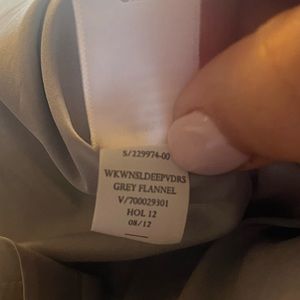 S/229974-00
WKWNSLDEEPVDRS
GREY FLANNEL
V/700029301
HOL 12
08/12